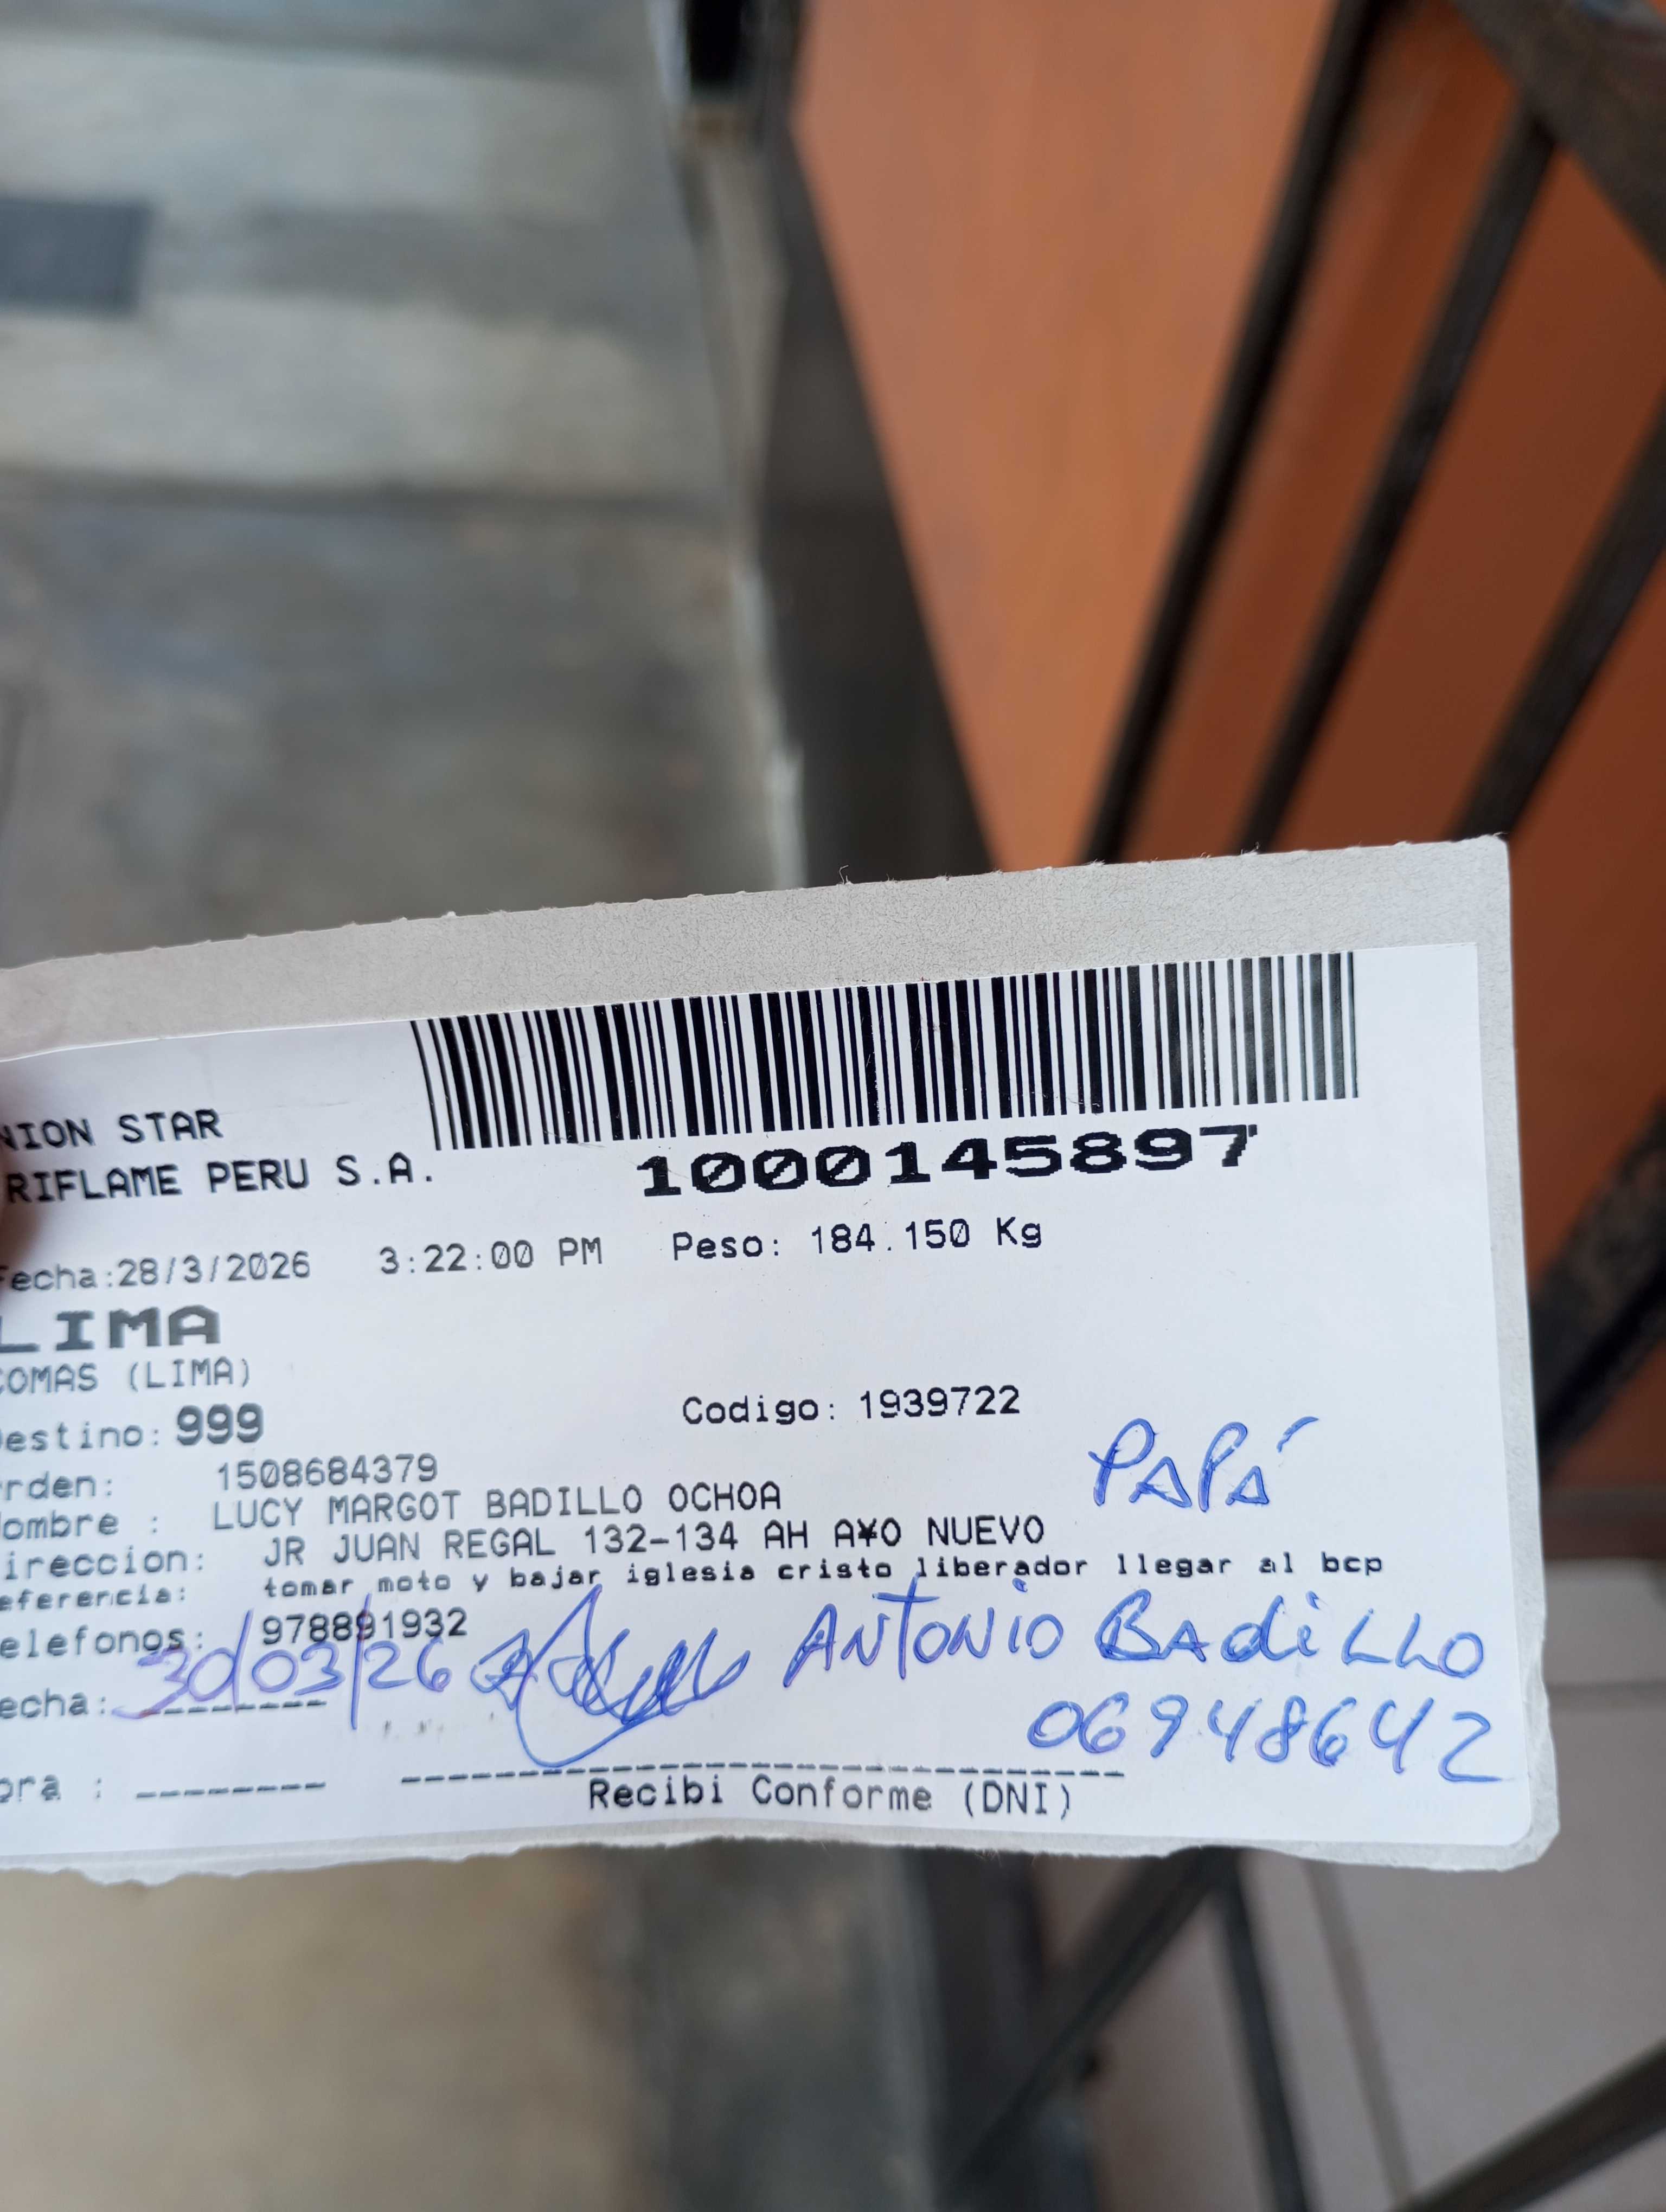 NION STAR
RIFLAME PERU S.A.
1000145897
Fecha:28/3/2026 3:22:00 PM Peso: 184.150 Kg
LIMA
COMAS (LIMA)
Destino: 999 Codigo: 1939722
rden: 1508684379
ombre : LUCY MARGOT BADILLO OCHOA
PAPÁ
ireccion: JR JUAN REGAL 132-134 AH A¥O NUEVO
eferencia: tomar moto y bajar iglesia cristo liberador llegar al bcp
elefonos: 978891932
echa: 30/03/26 ANTONIO BADILLO
06948642
ora :
Recibi Conforme (DNI)